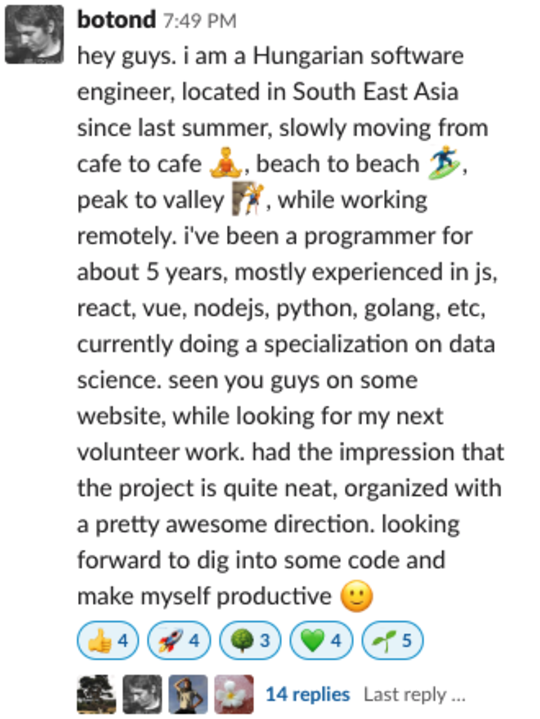 botond 7:49 PM
hey guys. i am a Hungarian software
engineer, located in South East Asia
since last summer, slowly moving from
cafe to cafe 🧘, beach to beach 🏄,
peak to valley 🧗, while working
remotely. i've been a programmer for
about 5 years, mostly experienced in js,
react, vue, nodejs, python, golang, etc,
currently doing a specialization on data
science. seen you guys on some
website, while looking for my next
volunteer work. had the impression that
the project is quite neat, organized with
a pretty awesome direction. looking
forward to dig into some code and
make myself productive 🙂
👍 4 🚀 4 🌳 3 💚 4 🌱 5
14 replies Last reply ...